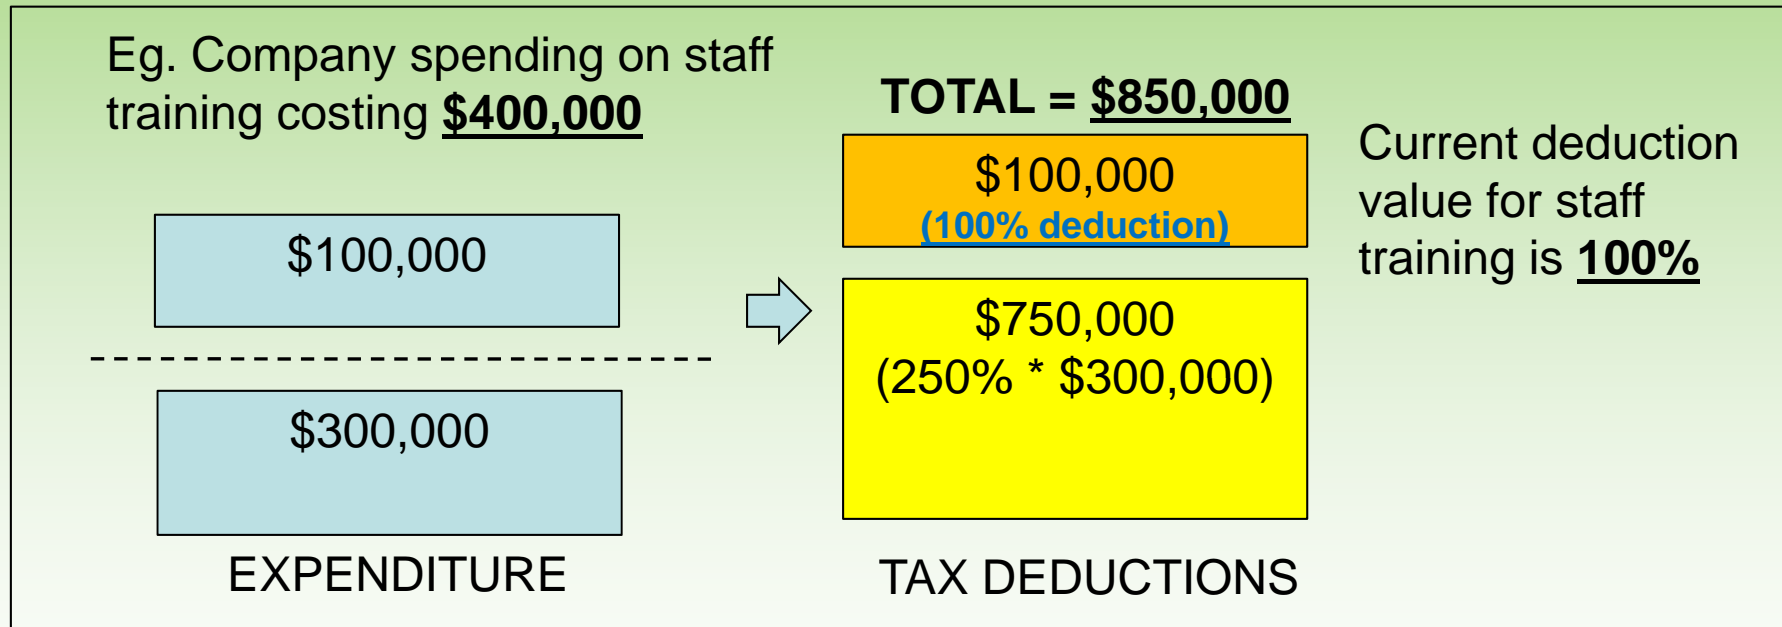 Eg. Company spending on staff
training costing $400,000
$100,000
$300,000
EXPENDITURE
TOTAL = $850,000
$100,000
(100% deduction)
$750,000
(250% * $300,000)
TAX DEDUCTIONS
Current deduction
value for staff
training is 100%